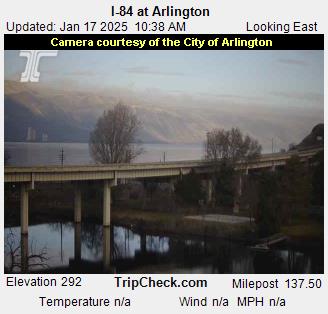 I-84 at Arlington
Updated: Jan 17 2025 10:38 AM Looking East
Camera courtesy of the City of Arlington
Elevation 292 TripCheck.com Milepost 137.50
Temperature n/a Wind n/a MPH n/a